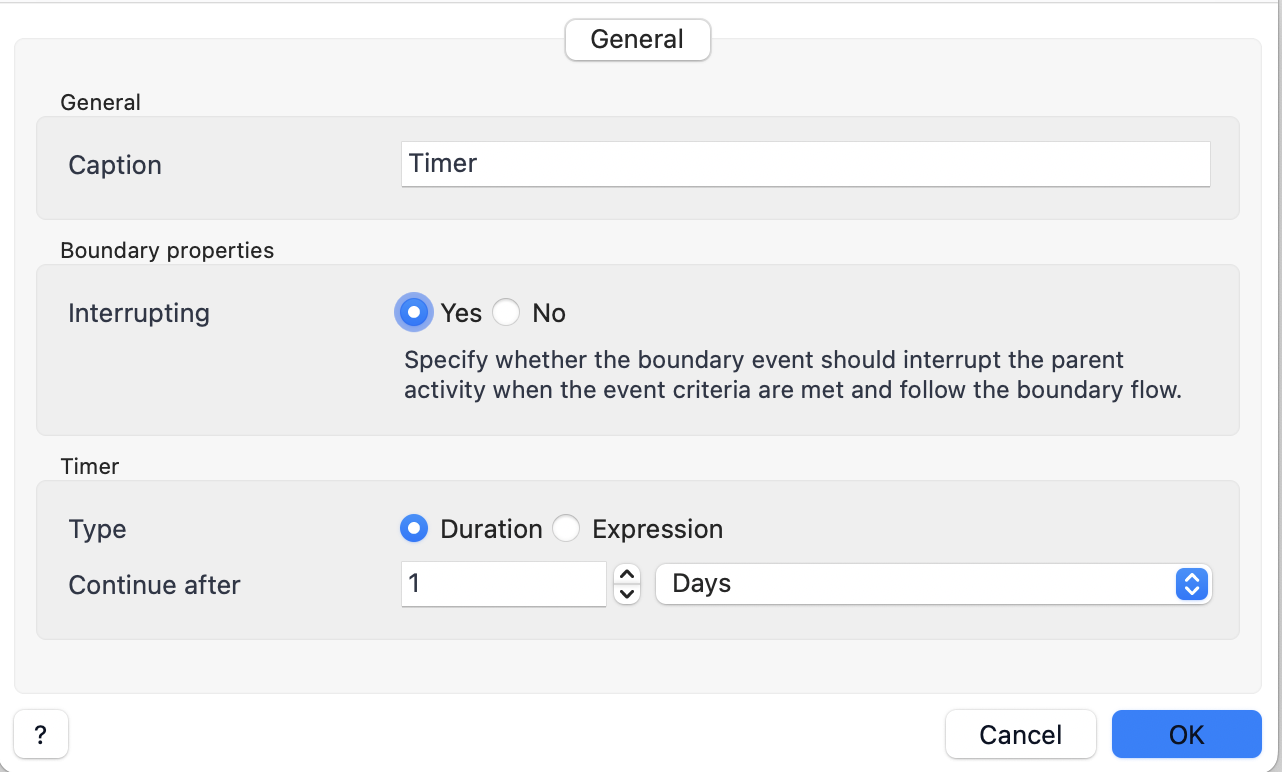 General
General
Caption
Timer
Boundary properties
Interrupting
Yes
No
Specify whether the boundary event should interrupt the parent
activity when the event criteria are met and follow the boundary flow.
Timer
Type
Duration
Expression
Continue after
1
Days
?
Cancel
OK